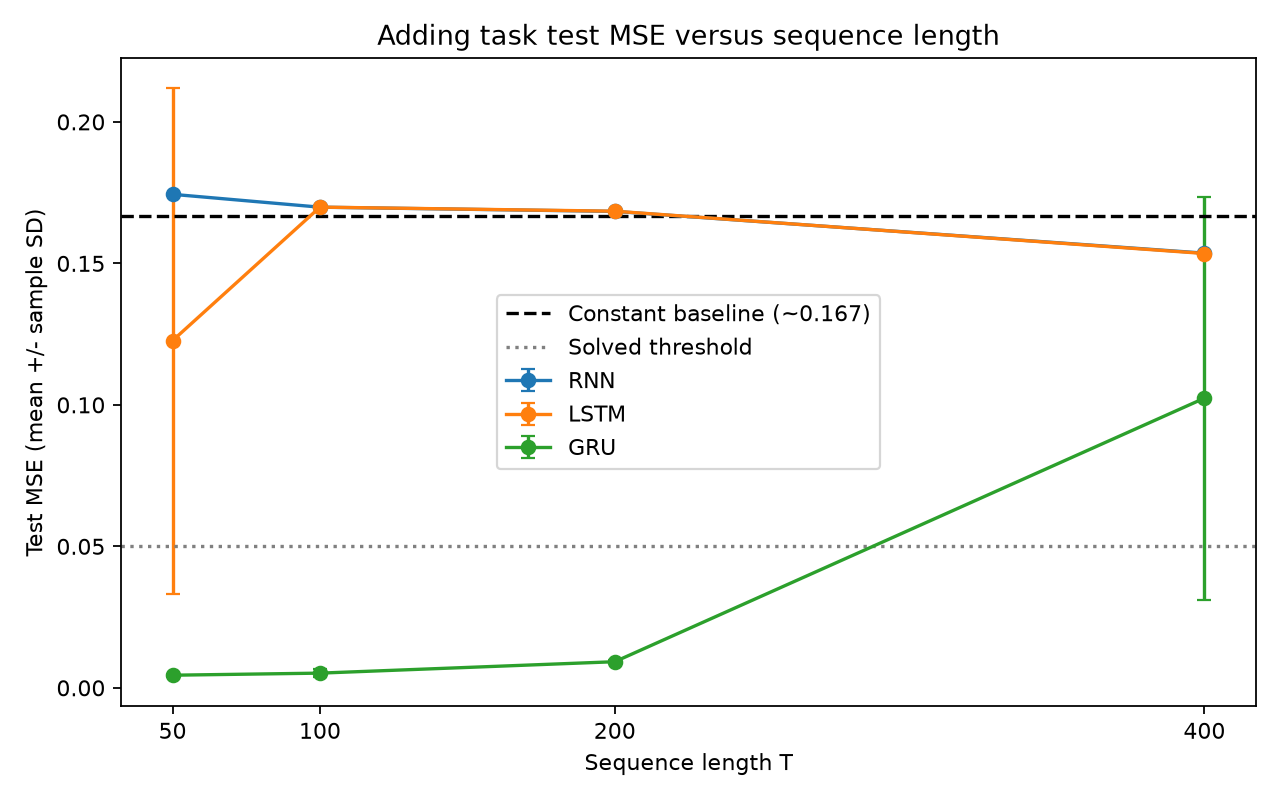 Adding task test MSE versus sequence length
Test MSE (mean +/- sample SD)
0.20
0.15
0.10
0.05
0.00
Constant baseline (~0.167)
Solved threshold
RNN
LSTM
GRU
50
100
200
400
Sequence length T